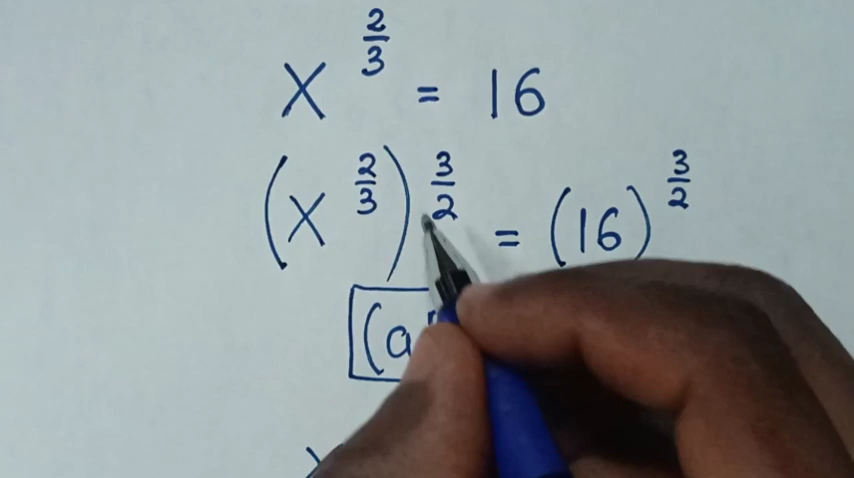 x^(2/3) = 16
(x^(2/3))^(3/2) = (16)^(3/2)
(a
x